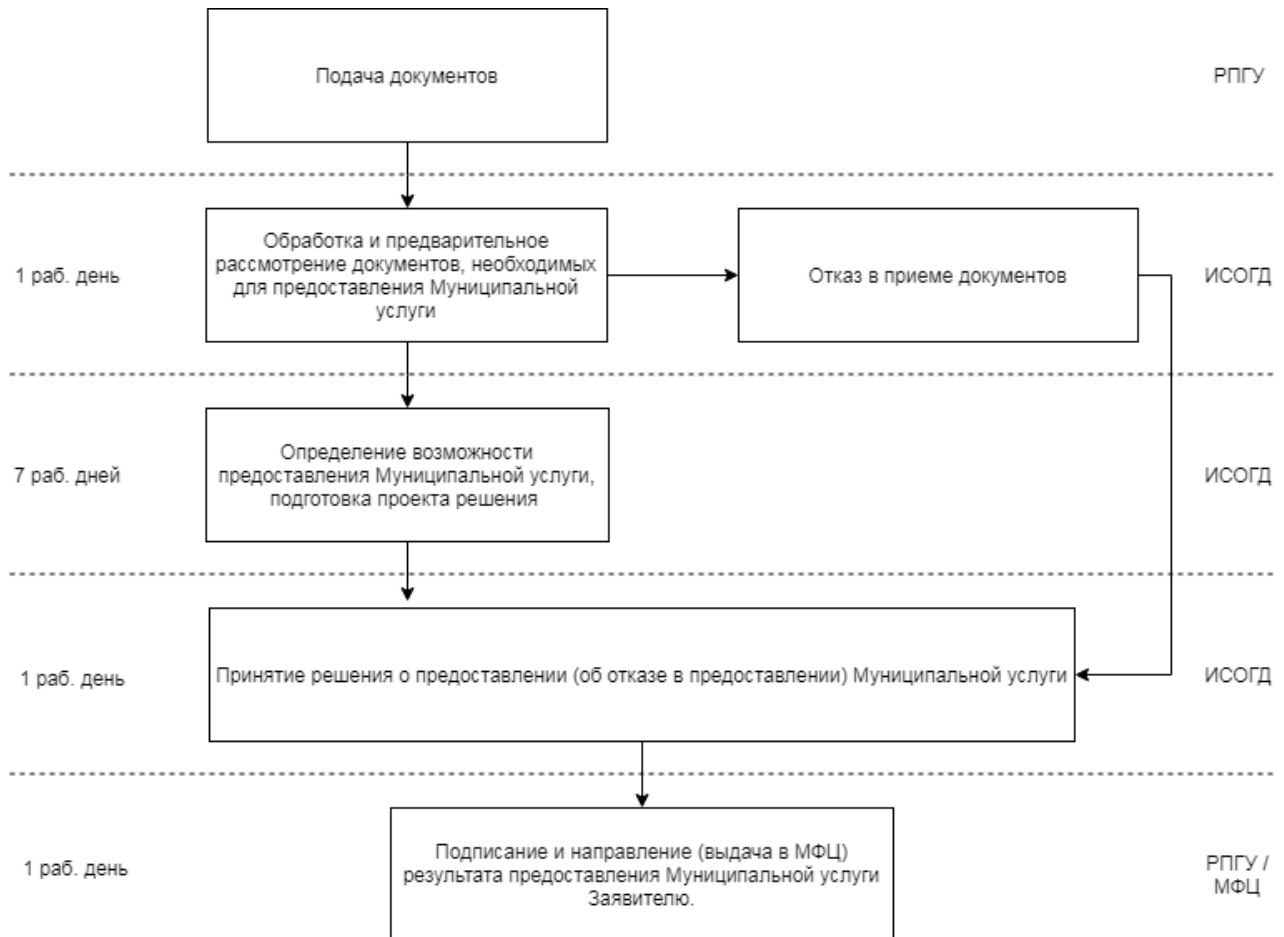 Подача документов
РПГУ
1 раб. день
Обработка и предварительное
рассмотрение документов, необходимых
для предоставления Муниципальной
услуги
Отказ в приеме документов
ИСОГД
7 раб. дней
Определение возможности
предоставления Муниципальной услуги,
подготовка проекта решения
ИСОГД
1 раб. день
Принятие решения о предоставлении (об отказе в предоставлении) Муниципальной услуги
ИСОГД
1 раб. день
Подписание и направление (выдача в МФЦ)
результата предоставления Муниципальной услуги
Заявителю.
РПГУ /
МФЦ